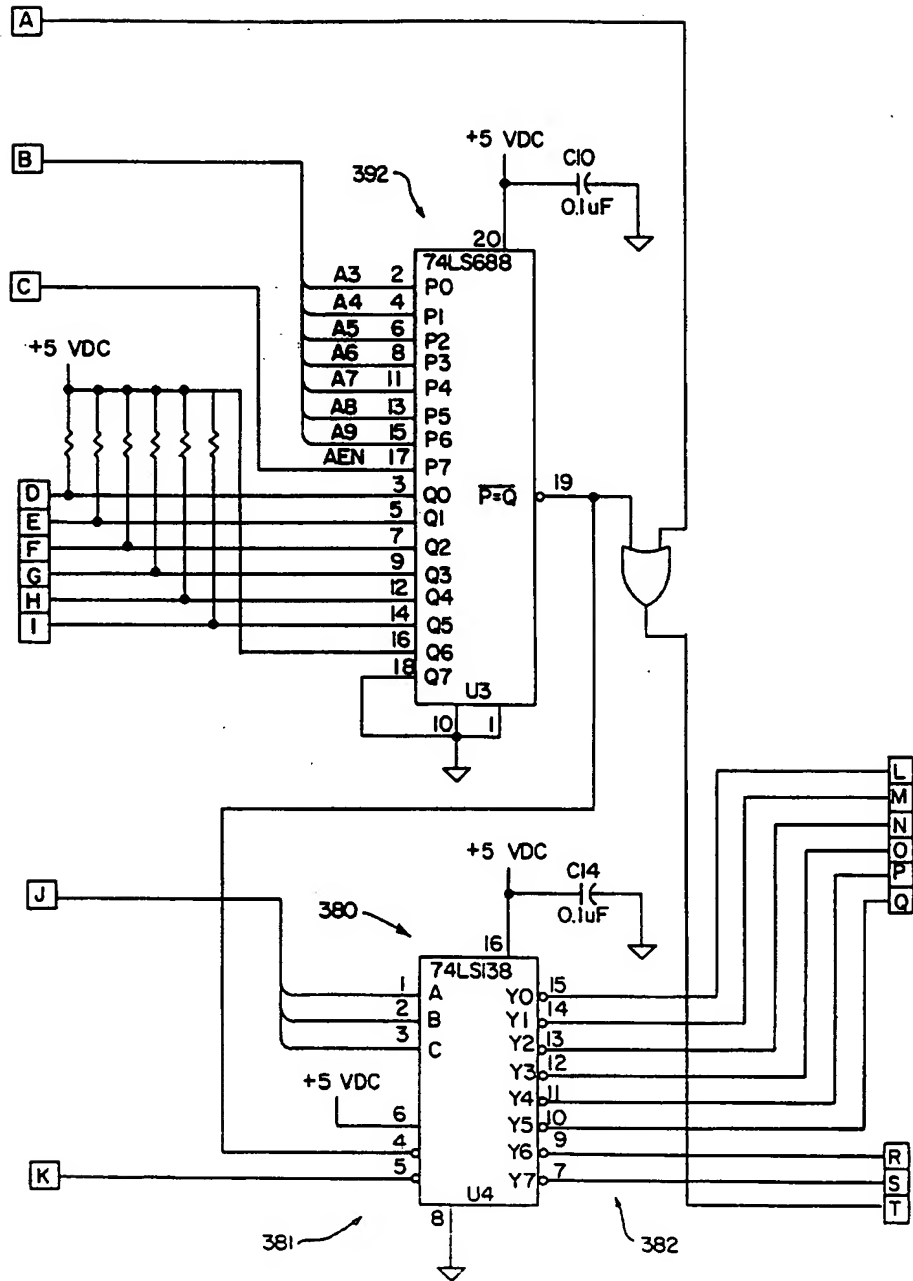 A
+5 VDC
B
C10
392
0.1uF
20
74LS688
C
A3 2 P0
A4 4 P1
A5 6 P2
A6 8 P3
A7 11 P4
A8 13 P5
A9 15 P6
AEN 17 P7
+5 VDC
P=Q 19
D 3 Q0
E 5 Q1
F 7 Q2
G 9 Q3
H 12 Q4
I 14 Q5
16 Q6
18 Q7
U3
10 1
L
M
N
O
P
Q
+5 VDC
C14
0.1uF
J
380
16
74LS138
1 A Y0 15
2 B Y1 14
3 C Y2 13
Y3 12
+5 VDC
Y4 11
6 Y5 10
4 Y6 9
5 Y7 7
K
U4
8
R
S
T
381
382